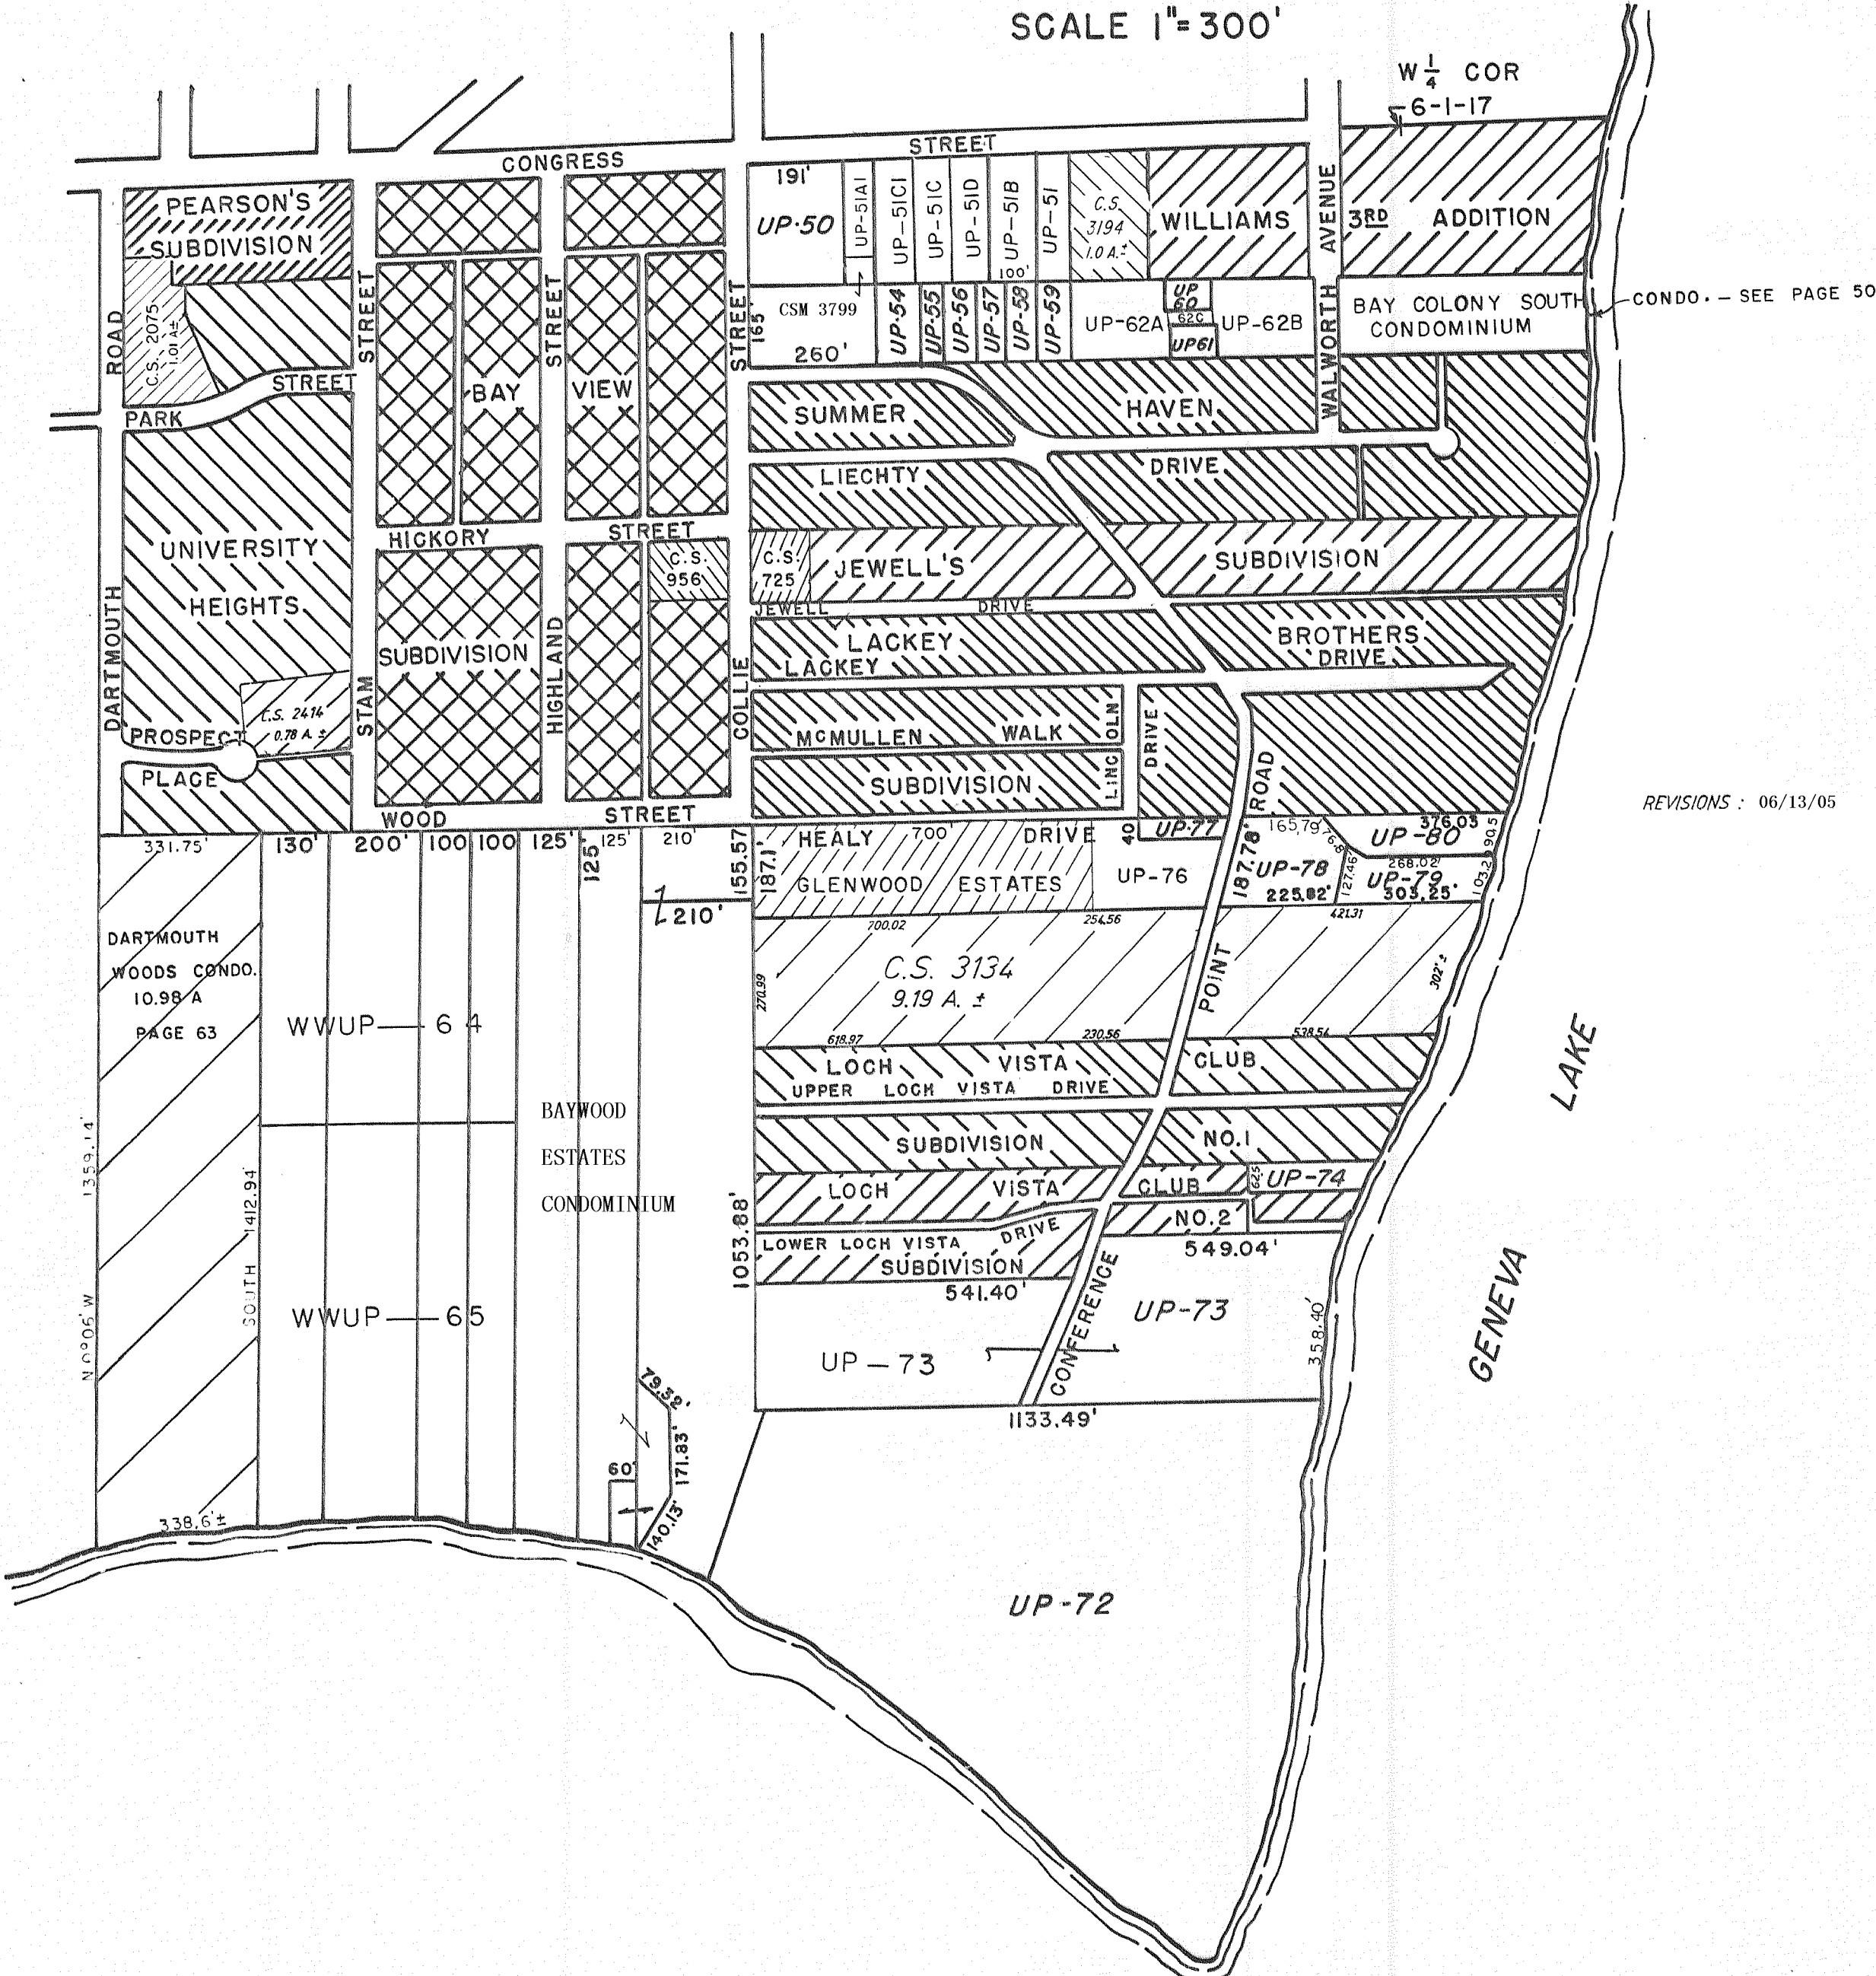 SCALE 1"=300'
W 1/4 COR
6-1-17
CONGRESS
STREET
PEARSON'S
SUBDIVISION
191'
UP-50
UP-51A1
UP-51C1
UP-51C
UP-51D
UP-51B
100'
UP-51
C.S.
3194
1.0 A.±
WILLIAMS
AVENUE
WALWORTH
3RD ADDITION
ROAD
C.S. 2075
1.01 A±
STREET
STREET
STREET
165'
CSM 3799
260'
UP-54
UP-55
UP-56
UP-57
UP-58
UP-59
UP-62A
UP
60
62C
UP61
UP-62B
BAY COLONY SOUTH
CONDOMINIUM
CONDO. - SEE PAGE 50
STREET
PARK
BAY VIEW
SUMMER HAVEN
LIECHTY DRIVE
HICKORY STREET
UNIVERSITY
HEIGHTS
C.S.
956
C.S.
725
JEWELL'S SUBDIVISION
JEWELL DRIVE
DARTMOUTH
STAM
SUBDIVISION
HIGHLAND
COLLIE
LACKEY BROTHERS
LACKEY DRIVE
C.S. 2414
0.78 A. ±
PROSPECT
PLACE
McMULLEN WALK
LINCOLN
DRIVE
SUBDIVISION
ROAD
WOOD STREET
REVISIONS : 06/13/05
331.75'
130'
200'
100
100
125'
125'
125'
210'
155.57
187.1'
HEALY 700' DRIVE
GLENWOOD ESTATES
40
UP-77
UP-76
187.78'
165.79
76.8
376.03
UP-80
90.5
UP-78
225.82'
127.46
268.02
UP-79
303.25'
103.2
210'
DARTMOUTH
WOODS CONDO.
10.98 A
PAGE 63
WWUP-64
700.02
254.56
421.31
C.S. 3134
9.19 A. ±
270.99
POINT
302' ±
618.97
230.56
538.54
LOCH VISTA CLUB
UPPER LOCH VISTA DRIVE
LAKE
GENEVA
BAYWOOD
ESTATES
CONDOMINIUM
SUBDIVISION NO.1
1359.14'
N 0°06' W
SOUTH 1412.94
LOCH VISTA CLUB
62.5
UP-74
NO.2
1053.88'
LOWER LOCH VISTA DRIVE
SUBDIVISION
549.04'
541.40'
WWUP-65
UP-73
UP-73
CONFERENCE
358.40'
1133.49'
79.32'
171.83'
60'
140.13'
338.6'±
UP-72